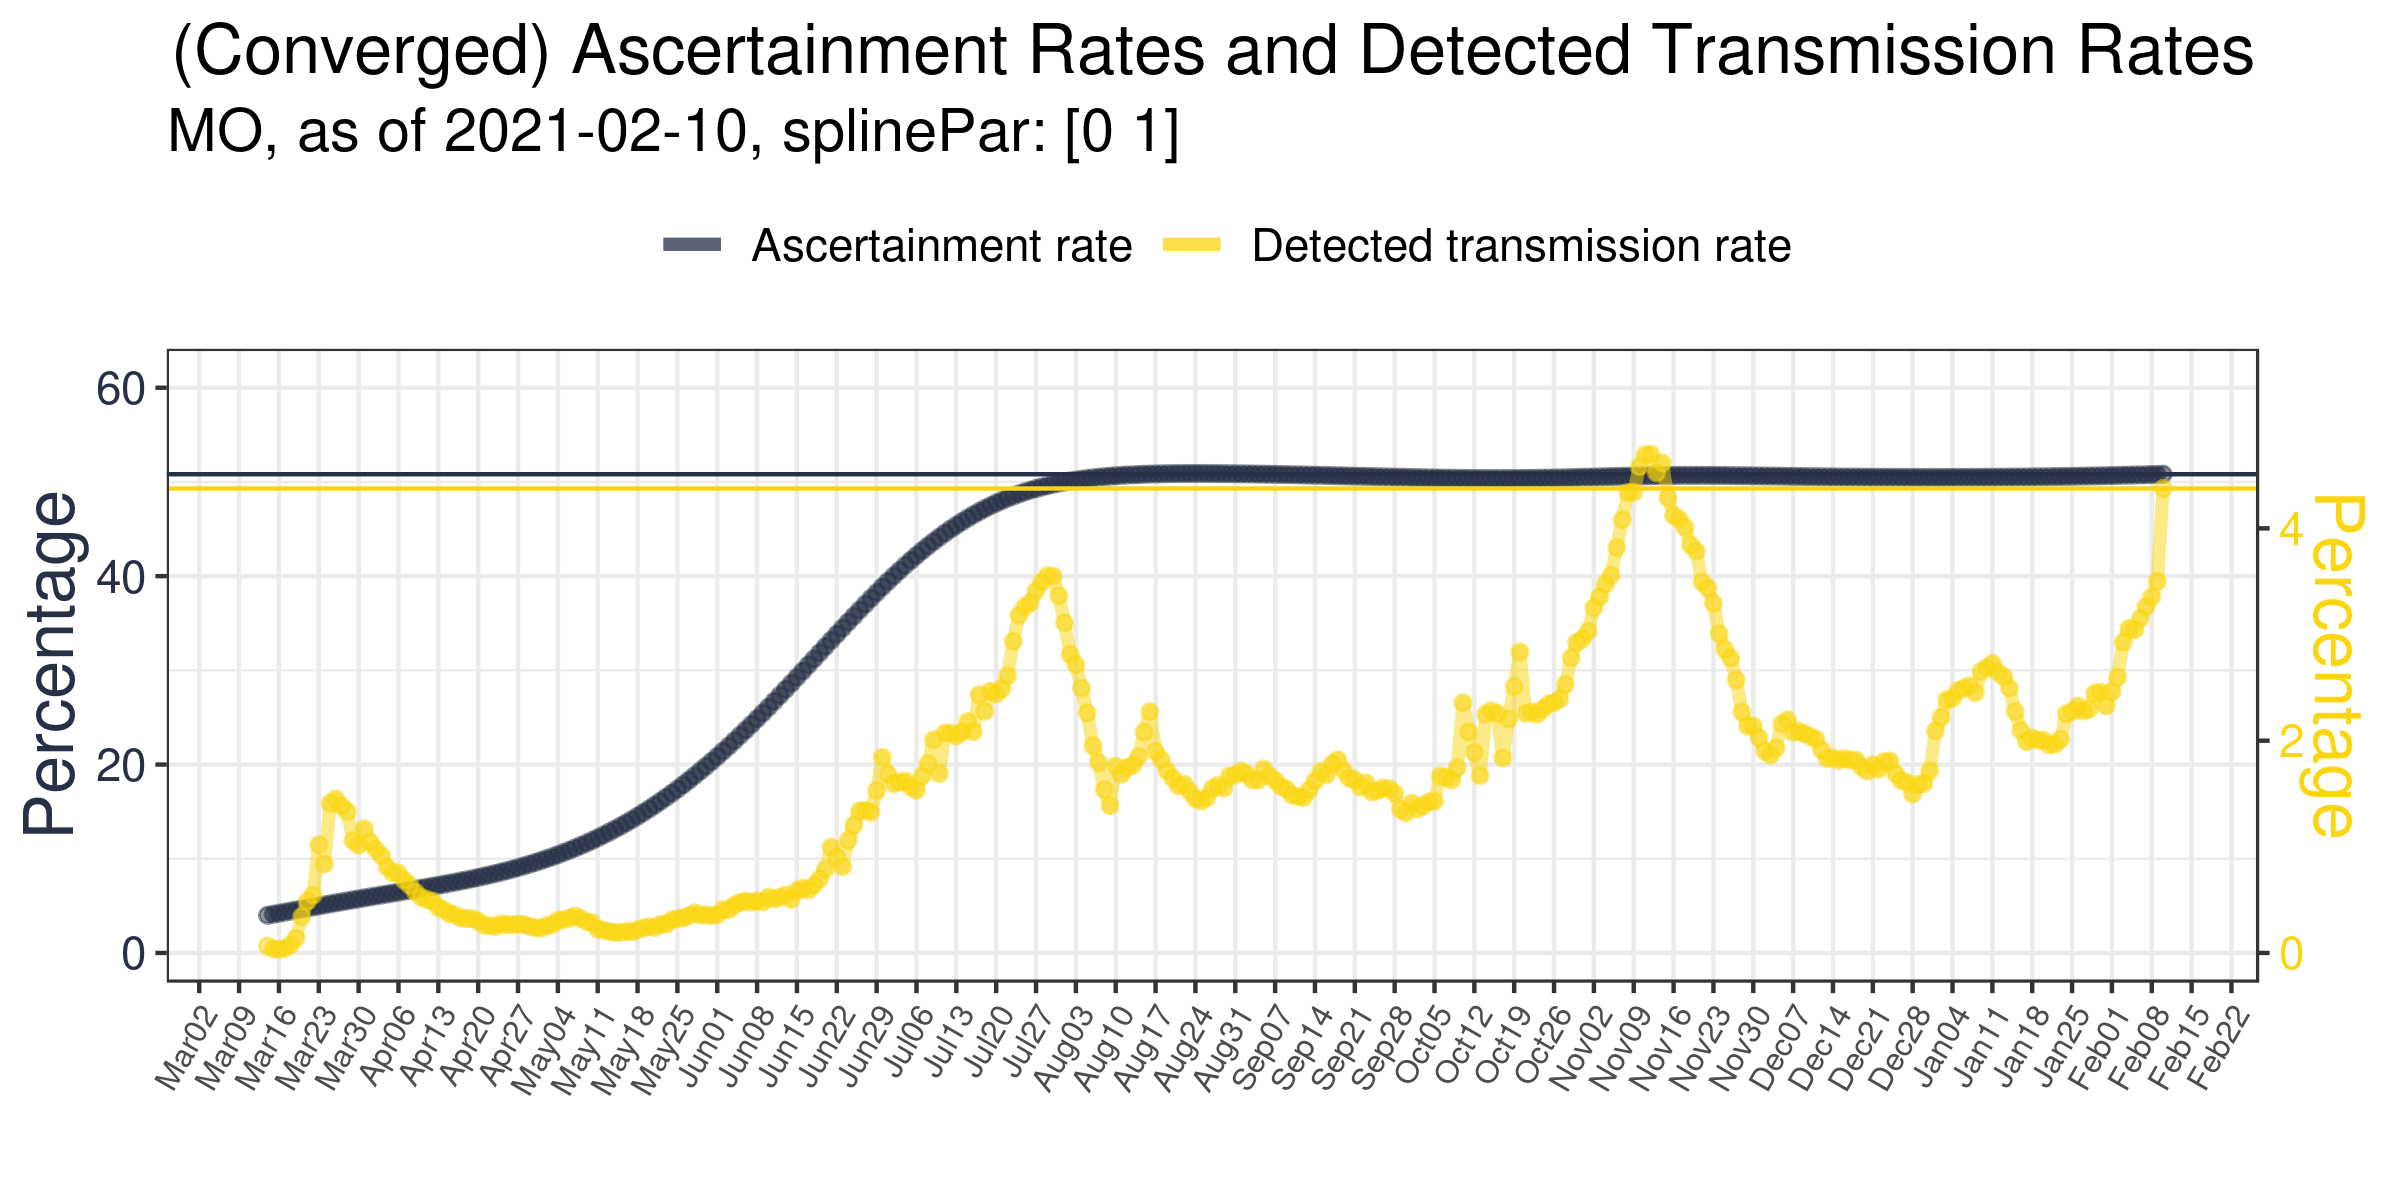 (Converged) Ascertainment Rates and Detected Transmission Rates
MO, as of 2021-02-10, splinePar: [0 1]
Ascertainment rate Detected transmission rate
Percentage
60
40
20
0
4
2
0
Percentage
Mar02 Mar09 Mar16 Mar23 Mar30 Apr06 Apr13 Apr20 Apr27 May04 May11 May18 May25 Jun01 Jun08 Jun15 Jun22 Jun29 Jul06 Jul13 Jul20 Jul27 Aug03 Aug10 Aug17 Aug24 Aug31 Sep07 Sep14 Sep21 Sep28 Oct05 Oct12 Oct19 Oct26 Nov02 Nov09 Nov16 Nov23 Nov30 Dec07 Dec14 Dec21 Dec28 Jan04 Jan11 Jan18 Jan25 Feb01 Feb08 Feb15 Feb22